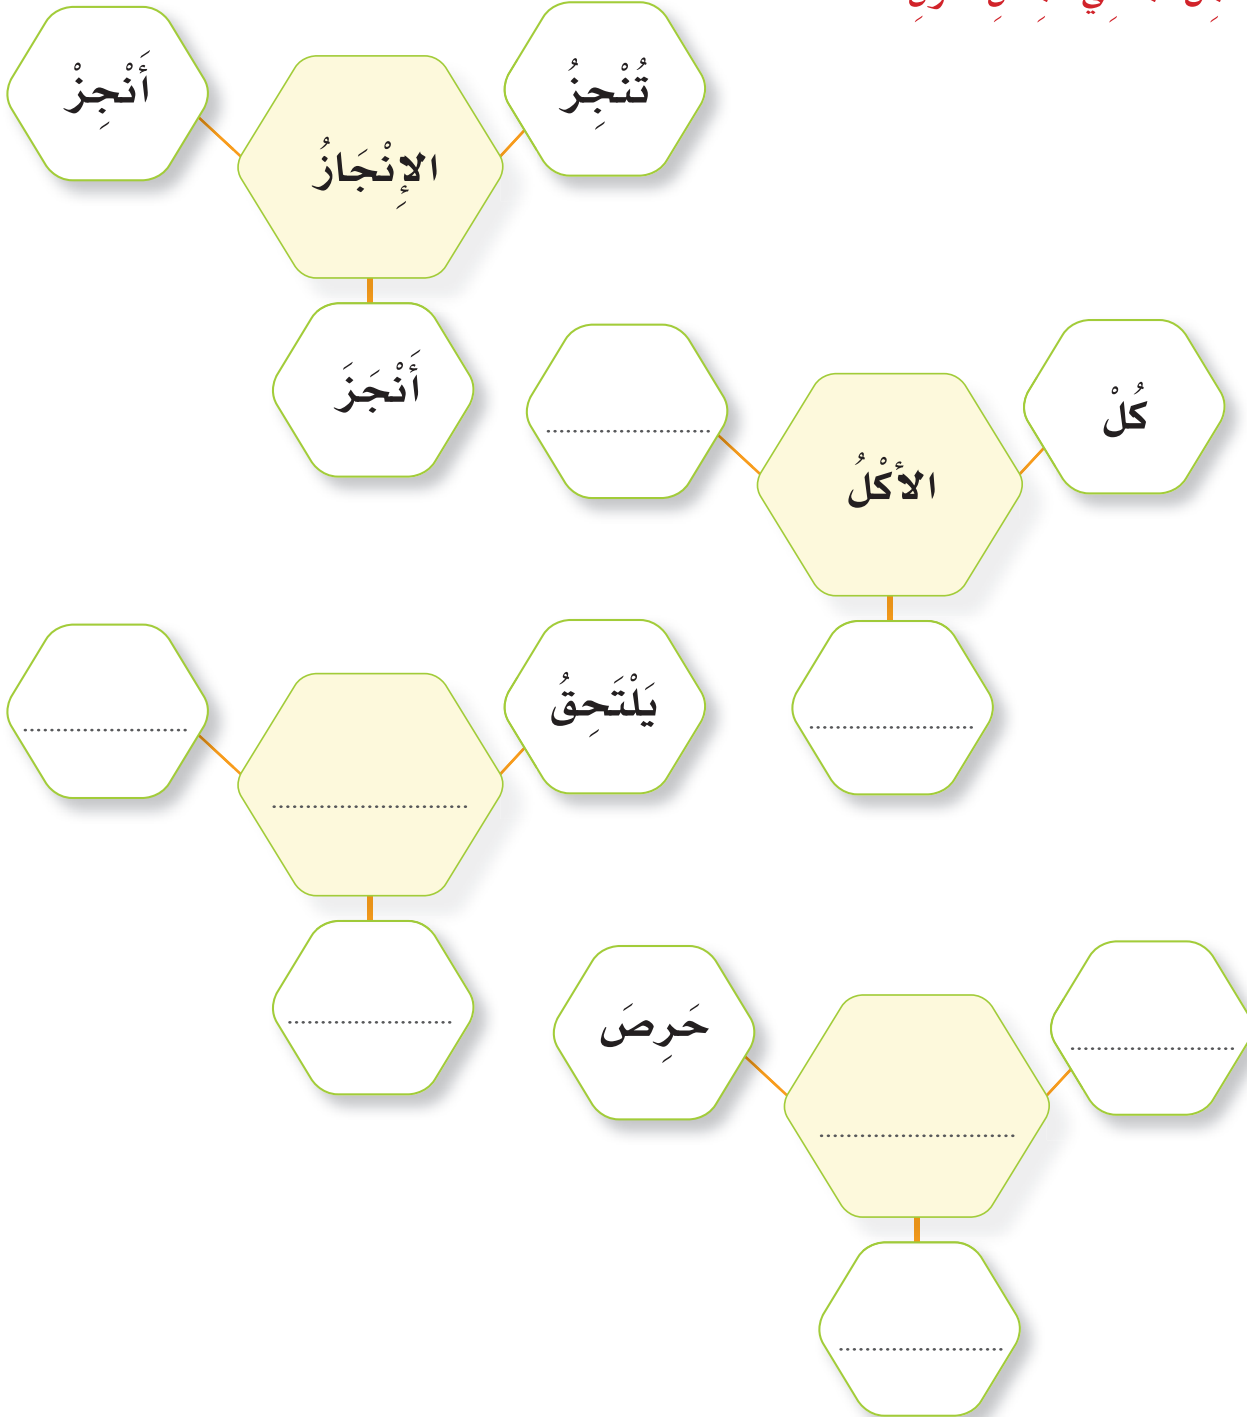 تُنْجِزُ
الإِنْجَازُ
أَنْجِزْ
أَنْجَزَ
كُلْ
الأَكْلُ
يَلْتَحِقُ
حَرِصَ